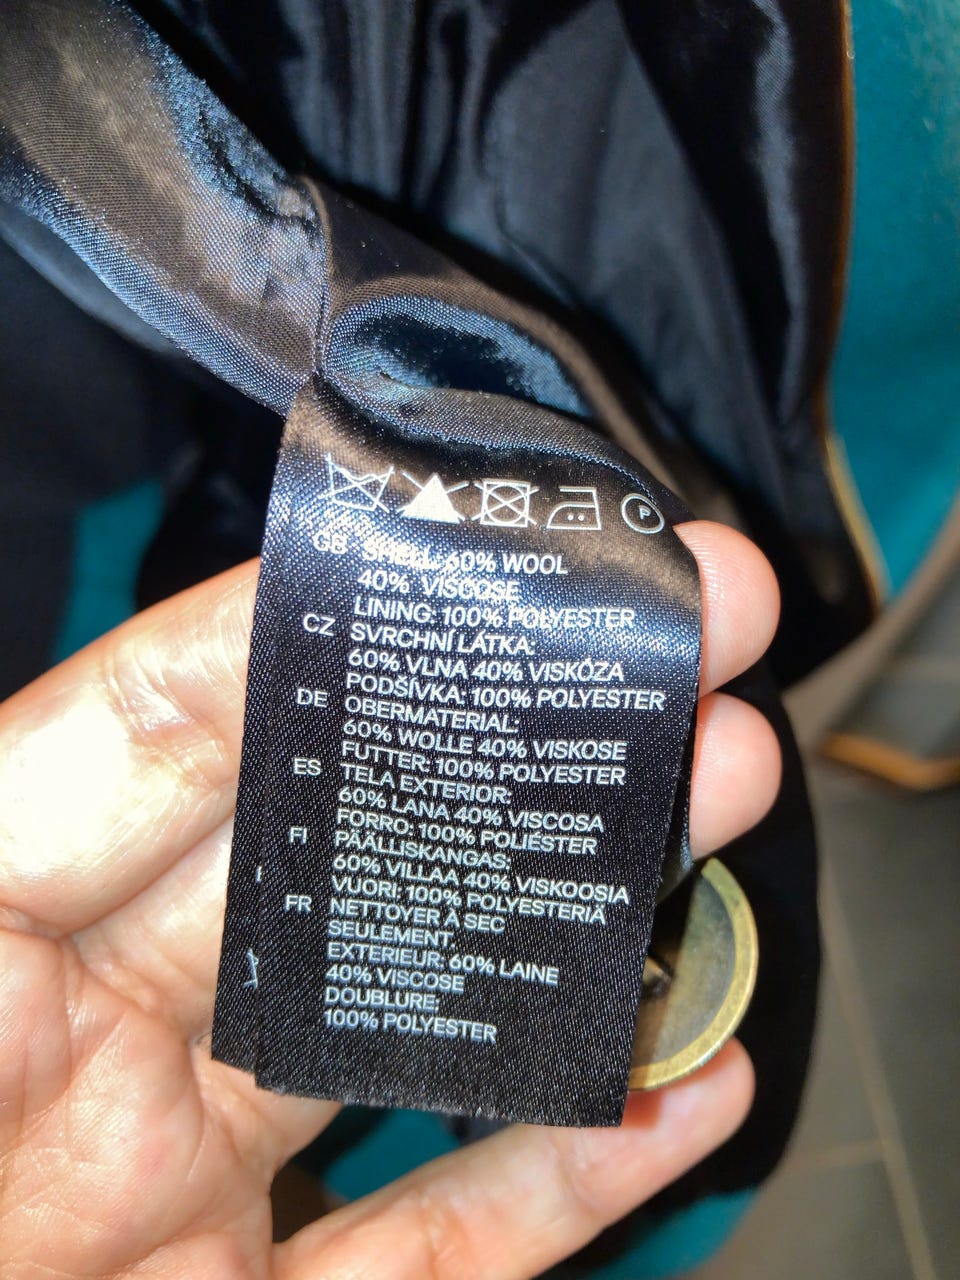 P
GB SHELL: 60% WOOL
40% VISCOSE
LINING: 100% POLYESTER
CZ SVRCHNÍ LÁTKA:
60% VLNA 40% VISKÓZA
PODŠÍVKA: 100% POLYESTER
DE OBERMATERIAL:
60% WOLLE 40% VISKOSE
FUTTER: 100% POLYESTER
ES TELA EXTERIOR:
60% LANA 40% VISCOSA
FORRO: 100% POLIÉSTER
FI PÄÄLLISKANGAS:
60% VILLAA 40% VISKOOSIA
VUORI: 100% POLYESTERIÄ
FR NETTOYER À SEC
SEULEMENT.
EXTERIEUR: 60% LAINE
40% VISCOSE
DOUBLURE:
100% POLYESTER